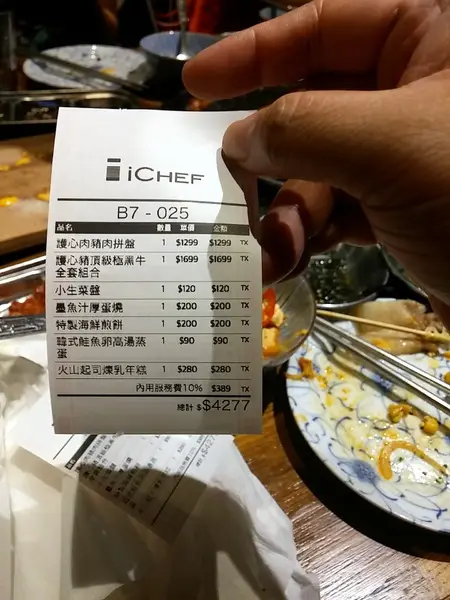 iCHEF
B7 - 025
品名 數量 單價 金額
護心肉豬肉拼盤 1 $1299 $1299 TX
護心豬頂級極黑牛 1 $1699 $1699 TX
全套組合
小生菜盤 1 $120 $120 TX
墨魚汁厚蛋燒 1 $200 $200 TX
特製海鮮煎餅 1 $200 $200 TX
韓式鮭魚卵高湯蒸 1 $90 $90 TX
蛋
火山起司煉乳年糕 1 $280 $280 TX
內用服務費10% $389 TX
總計 $ $4277